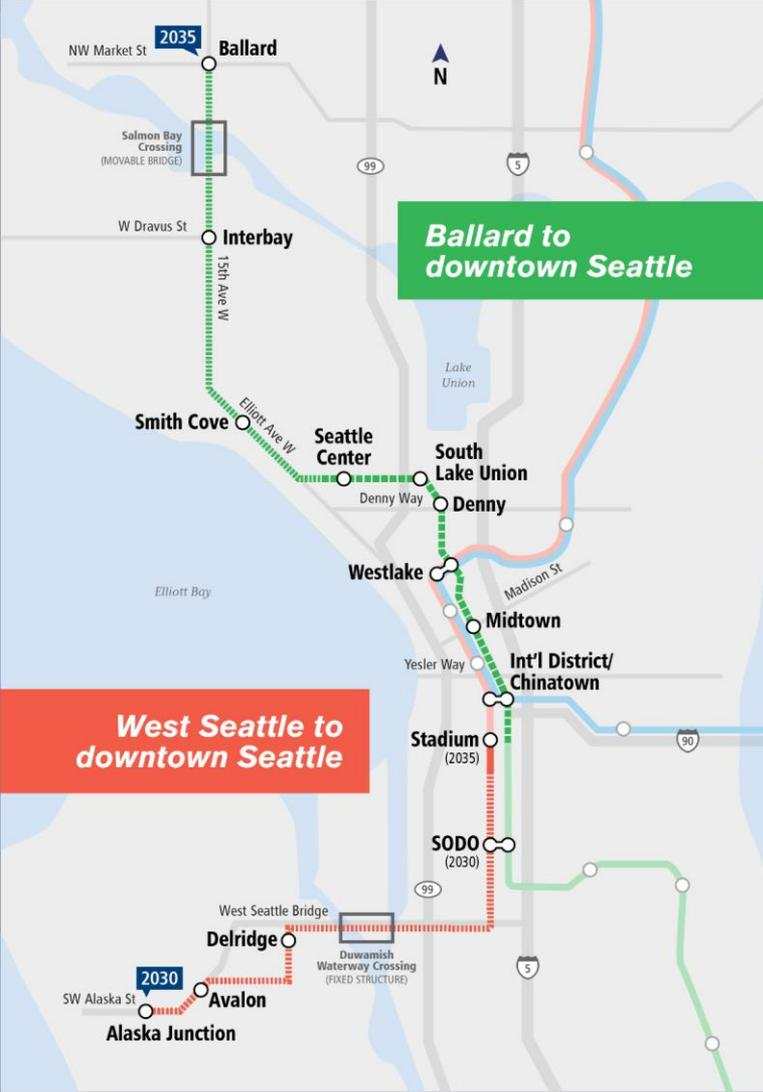 2035
Ballard
NW Market St
N
Salmon Bay
Crossing
(MOVABLE BRIDGE)
99
5
W Dravus St
Interbay
Ballard to
downtown Seattle
15th Ave W
Lake
Union
Smith Cove
Elliott Ave W
Seattle
Center
South
Lake Union
Denny Way
Denny
Westlake
Madison St
Elliott Bay
Midtown
Yesler Way
Int'l District/
Chinatown
West Seattle to
downtown Seattle
Stadium
(2035)
90
SODO
(2030)
99
West Seattle Bridge
Delridge
Duwamish
Waterway Crossing
(FIXED STRUCTURE)
5
2030
Avalon
SW Alaska St
Alaska Junction